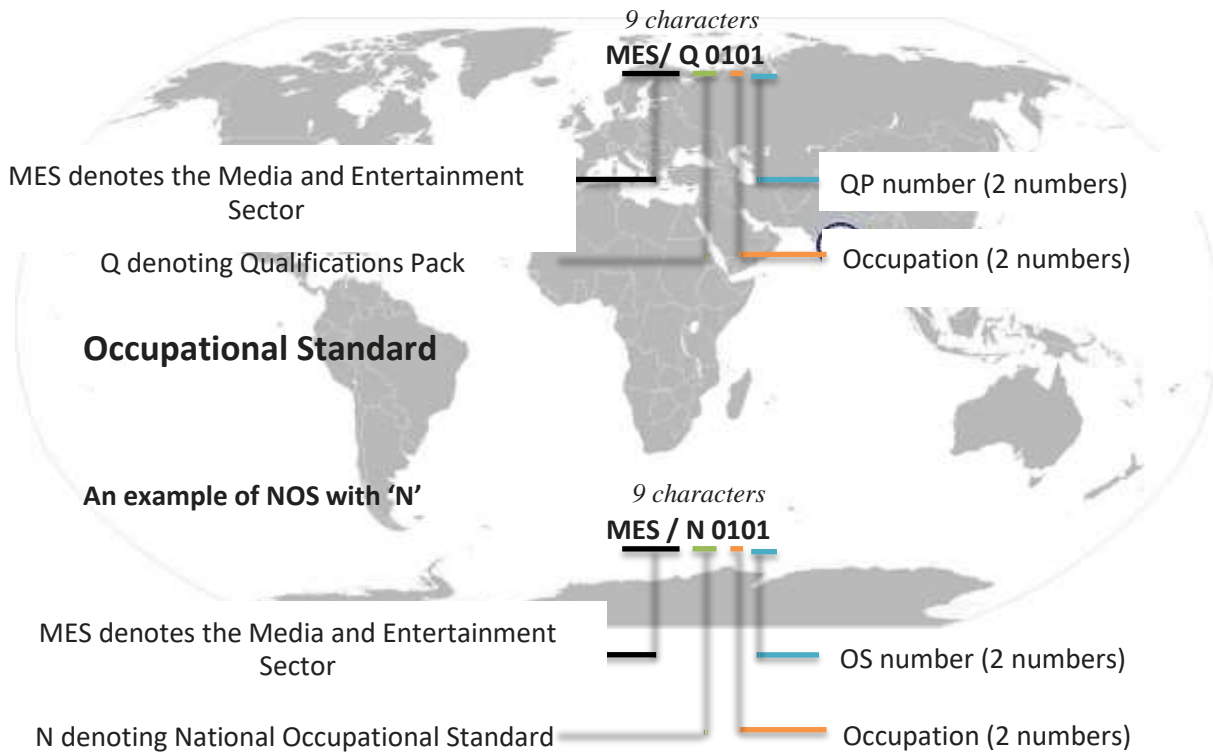 9 characters
MES/ Q 0101
MES denotes the Media and Entertainment
Sector
QP number (2 numbers)
Q denoting Qualifications Pack
Occupation (2 numbers)
Occupational Standard
An example of NOS with ‘N’
9 characters
MES / N 0101
MES denotes the Media and Entertainment
Sector
OS number (2 numbers)
N denoting National Occupational Standard
Occupation (2 numbers)